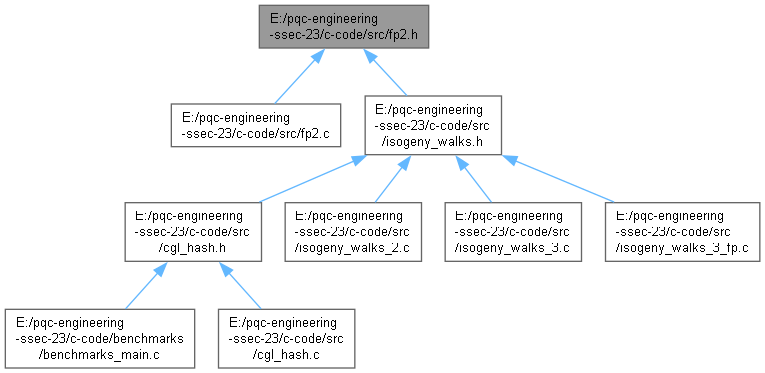 E:/pqc-engineering
-ssec-23/c-code/src/fp2.h
E:/pqc-engineering
-ssec-23/c-code/src/fp2.c
E:/pqc-engineering
-ssec-23/c-code/src
/isogeny_walks.h
E:/pqc-engineering
-ssec-23/c-code/src
/cgl_hash.h
E:/pqc-engineering
-ssec-23/c-code/src
/isogeny_walks_2.c
E:/pqc-engineering
-ssec-23/c-code/src
/isogeny_walks_3.c
E:/pqc-engineering
-ssec-23/c-code/src
/isogeny_walks_3_fp.c
E:/pqc-engineering
-ssec-23/c-code/benchmarks
/benchmarks_main.c
E:/pqc-engineering
-ssec-23/c-code/src
/cgl_hash.c